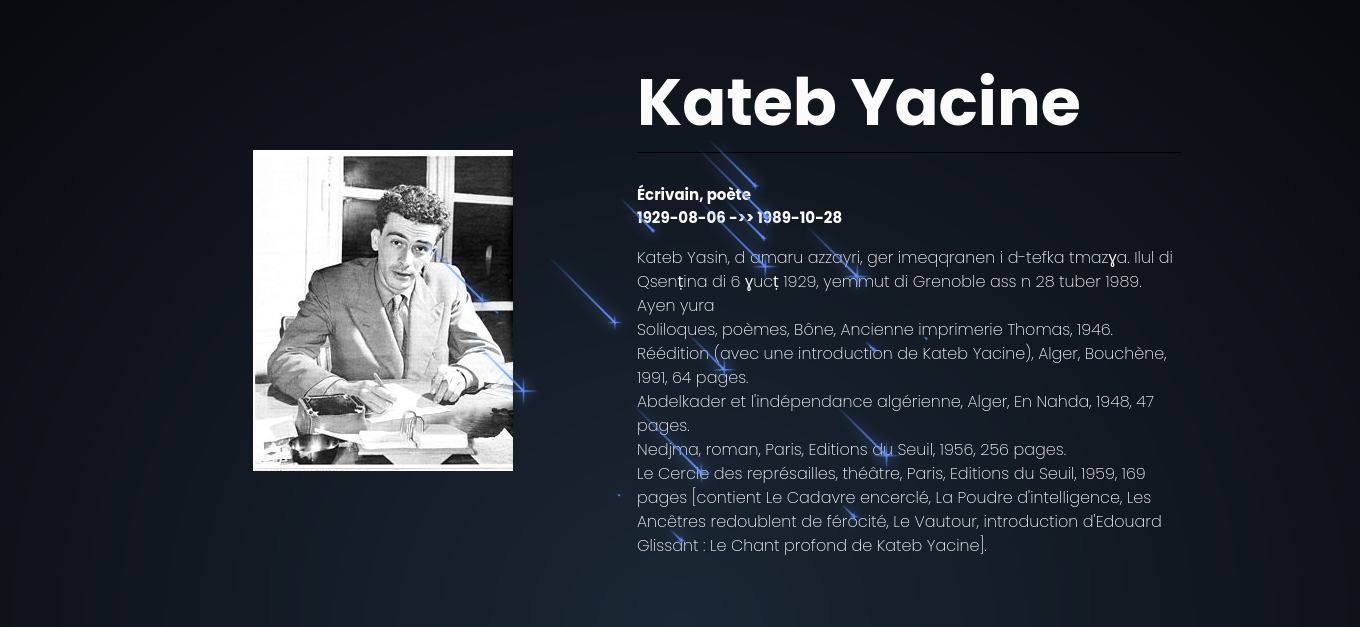 Kateb Yacine
Écrivain, poète
1929-08-06 ->> 1989-10-28
Kateb Yasin, d amaru azzayri, ger imeqqranen i d-tefka tmazɣa. Ilul di
Qsenṭina di 6 ɣucṭ 1929, yemmut di Grenoble ass n 28 tuber 1989.
Ayen yura
Soliloques, poèmes, Bône, Ancienne imprimerie Thomas, 1946.
Réédition (avec une introduction de Kateb Yacine), Alger, Bouchène,
1991, 64 pages.
Abdelkader et l'indépendance algérienne, Alger, En Nahda, 1948, 47
pages.
Nedjma, roman, Paris, Editions du Seuil, 1956, 256 pages.
Le Cercle des représailles, théâtre, Paris, Editions du Seuil, 1959, 169
pages [contient Le Cadavre encerclé, La Poudre d'intelligence, Les
Ancêtres redoublent de férocité, Le Vautour, introduction d'Edouard
Glissant : Le Chant profond de Kateb Yacine].